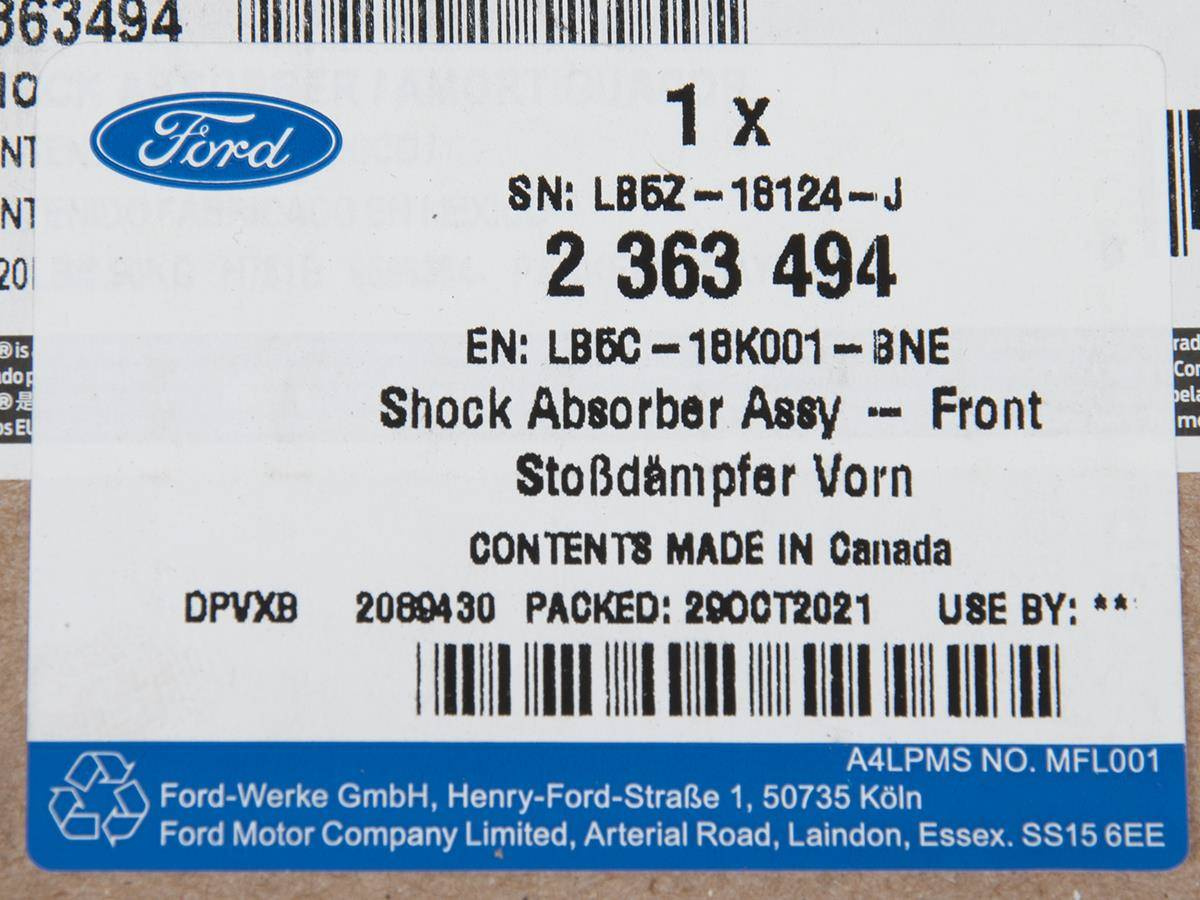 363494
Ford
1 x
SN: LB5Z-18124-J
2 363 494
EN: LB5C-18K001-BNE
Shock Absorber Assy -- Front
Stoßdämpfer Vorn
CONTENTS MADE IN Canada
DPVXB 2089430 PACKED: 29OCT2021 USE BY: **
A4LPMS NO. MFL001
Ford-Werke GmbH, Henry-Ford-Straße 1, 50735 Köln
Ford Motor Company Limited, Arterial Road, Laindon, Essex. SS15 6EE